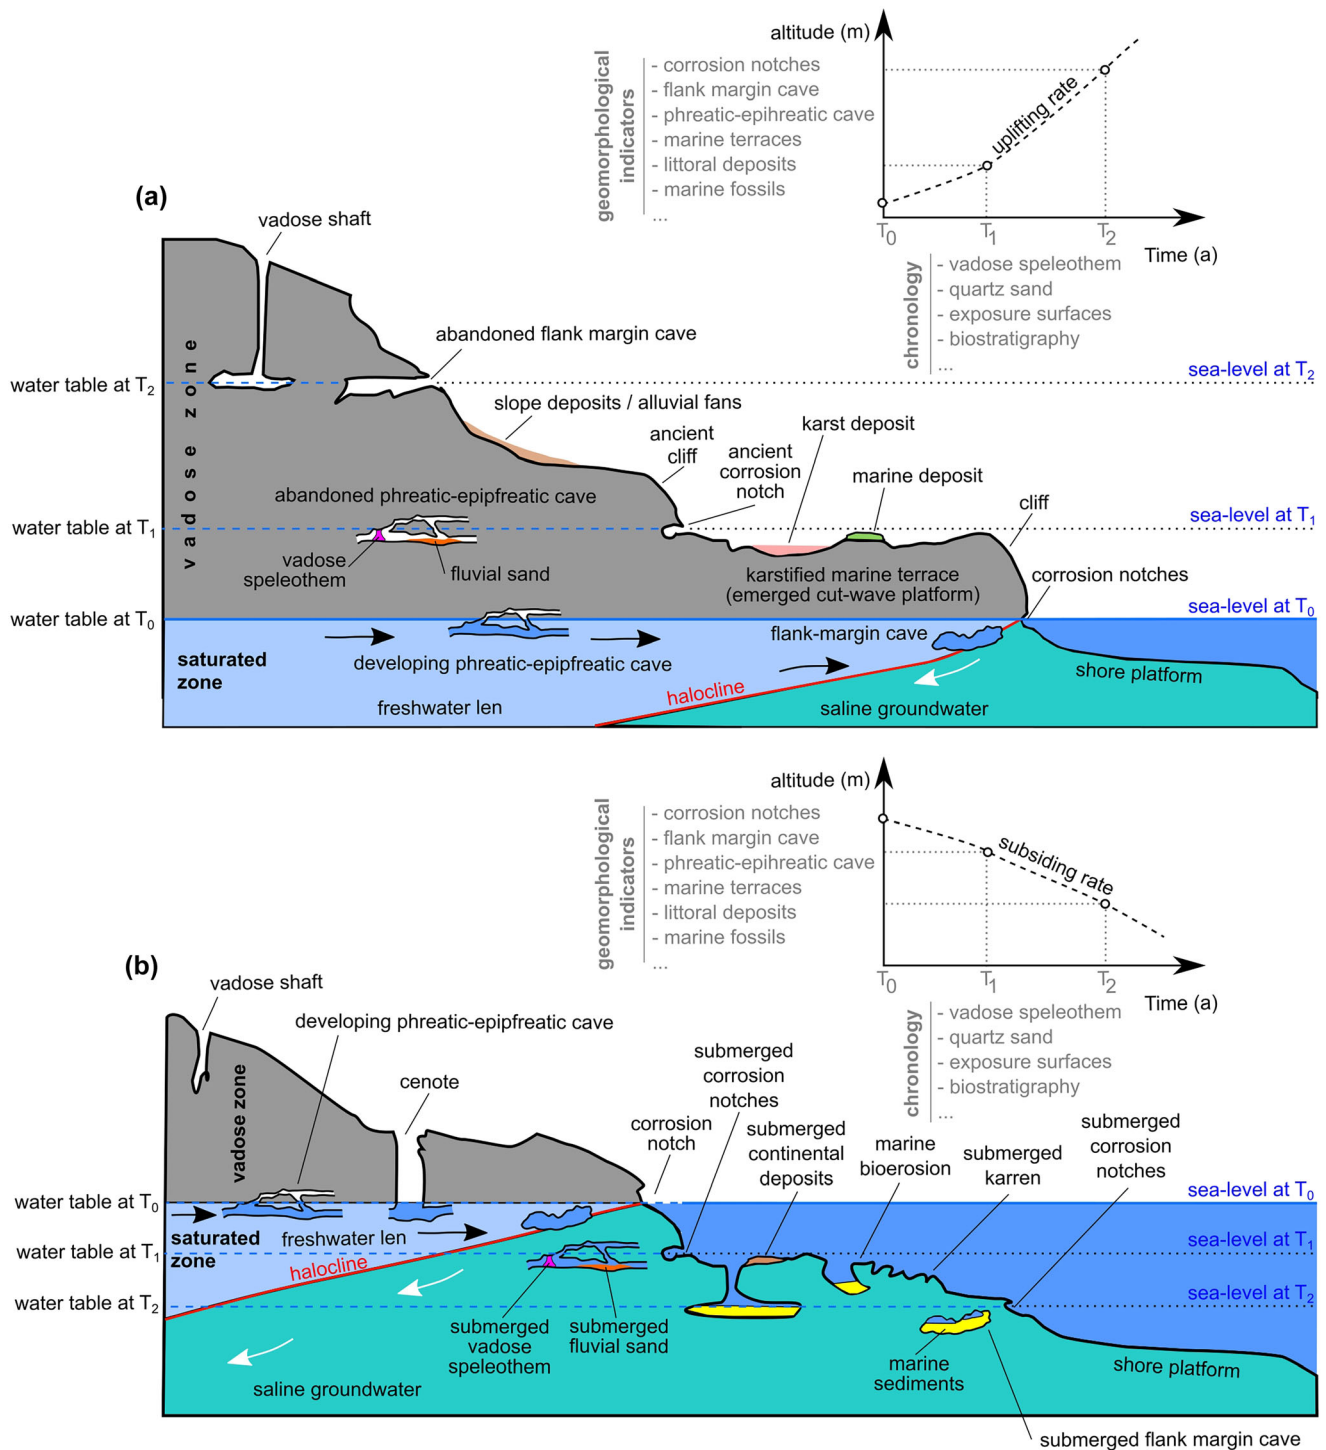 altitude (m)
geomorphological
indicators
- corrosion notches
- flank margin cave
- phreatic-epihreatic cave
- marine terraces
- littoral deposits
- marine fossils
...
uplifting rate
T0
T1
T2
Time (a)
chronology
- vadose speleothem
- quartz sand
- exposure surfaces
- biostratigraphy
...
(a)
vadose shaft
abandoned flank margin cave
water table at T2
sea-level at T2
vadose zone
slope deposits / alluvial fans
ancient
cliff
ancient
corrosion
notch
karst deposit
marine deposit
cliff
abandoned phreatic-epipfreatic cave
water table at T1
sea-level at T1
vadose
speleothem
fluvial sand
karstified marine terrace
(emerged cut-wave platform)
corrosion notches
water table at T0
sea-level at T0
flank-margin cave
saturated
zone
developing phreatic-epipfreatic cave
shore platform
halocline
freshwater len
saline groundwater
altitude (m)
geomorphological
indicators
- corrosion notches
- flank margin cave
- phreatic-epihreatic cave
- marine terraces
- littoral deposits
- marine fossils
...
subsiding rate
T0
T1
T2
Time (a)
chronology
- vadose speleothem
- quartz sand
- exposure surfaces
- biostratigraphy
...
(b)
vadose shaft
developing phreatic-epipfreatic cave
vadose zone
cenote
corrosion
notch
submerged
corrosion
notches
submerged
continental
deposits
marine
bioerosion
submerged
karren
submerged
corrosion
notches
water table at T0
sea-level at T0
saturated
zone
freshwater len
water table at T1
sea-level at T1
halocline
water table at T2
sea-level at T2
submerged
vadose
speleothem
submerged
fluvial sand
marine
sediments
shore platform
saline groundwater
submerged flank margin cave